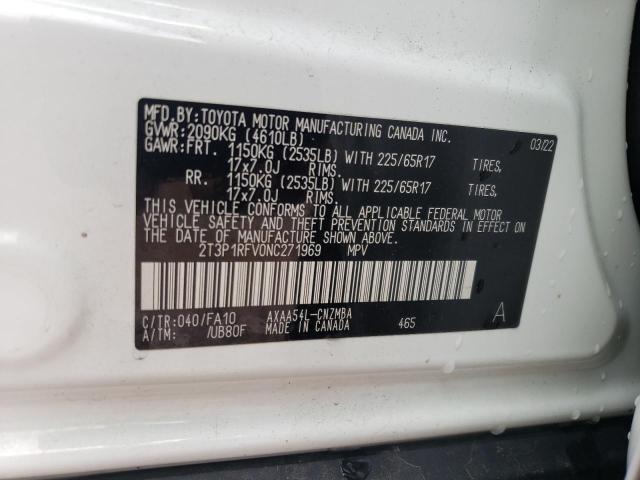 MFD.BY:TOYOTA MOTOR MANUFACTURING CANADA INC.
GVWR:2090KG (4610LB) 03/22
GAWR:FRT. 1150KG (2535LB) WITH 225/65R17 TIRES,
17x7.0J RIMS.
RR. 1150KG (2535LB) WITH 225/65R17 TIRES,
17x7.0J RIMS.
THIS VEHICLE CONFORMS TO ALL APPLICABLE FEDERAL MOTOR
VEHICLE SAFETY AND THEFT PREVENTION STANDARDS IN EFFECT ON
THE DATE OF MANUFACTURE SHOWN ABOVE.
2T3P1RFV0NC271969 MPV
C/TR:040/FA10 AXAA54L-CNZMBA
A/TM: /UB80F MADE IN CANADA 465 A